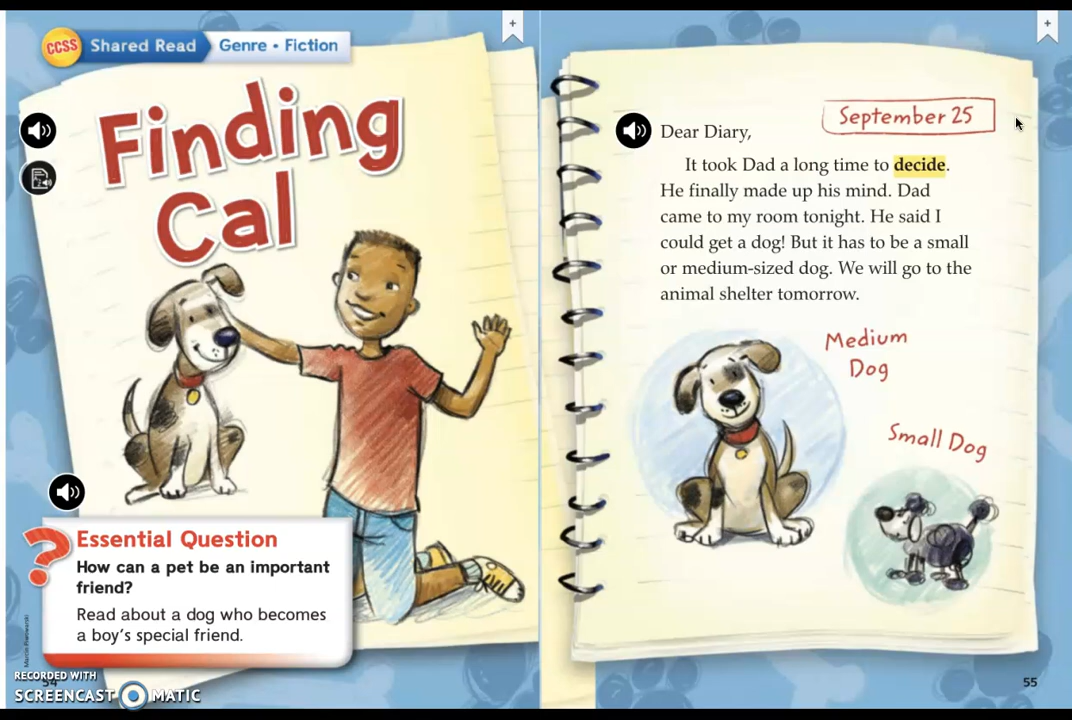 CCSS Shared Read Genre • Fiction
Finding
Cal
Essential Question
How can a pet be an important
friend?
Read about a dog who becomes
a boy's special friend.
RECORDED WITH
SCREENCAST MATIC
September 25
Dear Diary,
It took Dad a long time to decide.
He finally made up his mind. Dad
came to my room tonight. He said I
could get a dog! But it has to be a small
or medium-sized dog. We will go to the
animal shelter tomorrow.
Medium
Dog
Small Dog
55